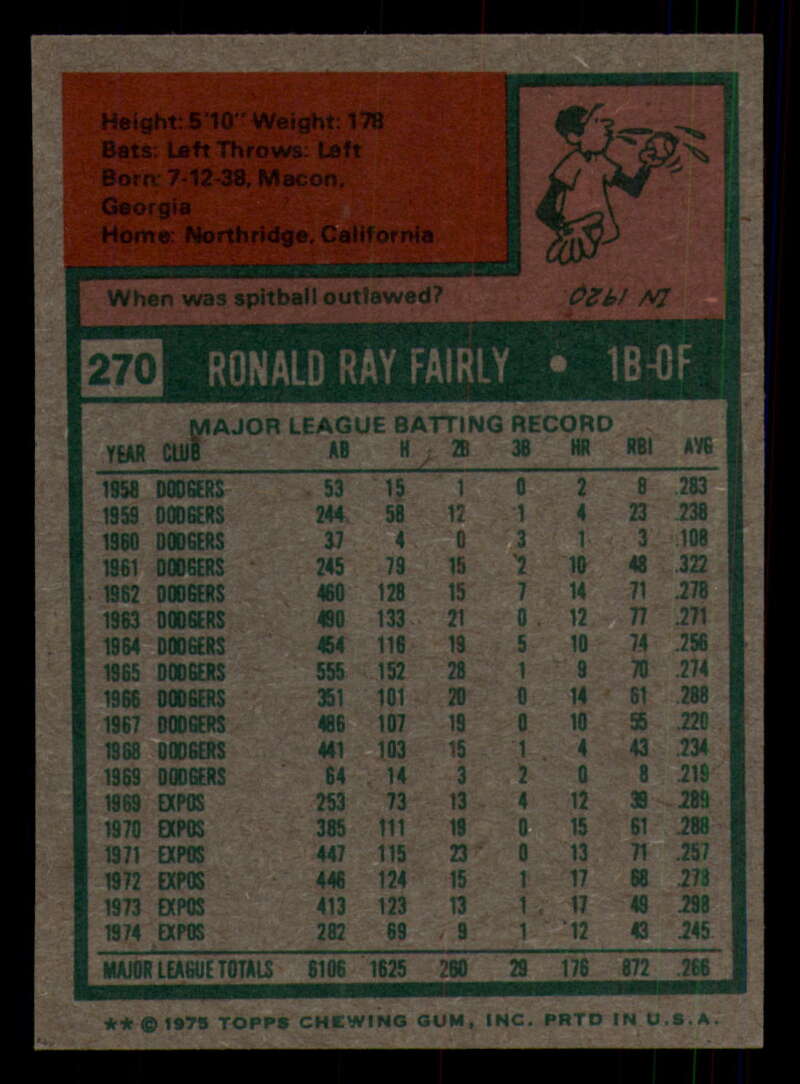 Height: 5'10" Weight: 178
Bats: Left Throws: Left
Born: 7-12-38, Macon,
Georgia
Home: Northridge, California
When was spitball outlawed?
IN 1920
270 RONALD RAY FAIRLY • 1B-OF
MAJOR LEAGUE BATTING RECORD
YEAR CLUB AB H 2B 3B HR RBI AVG
1958 DODGERS 53 15 1 0 2 8 .283
1959 DODGERS 244 58 12 1 4 23 .238
1960 DODGERS 37 4 0 3 1 3 .108
1961 DODGERS 245 79 15 2 10 48 .322
1962 DODGERS 460 128 15 7 14 71 .278
1963 DODGERS 490 133 21 0 12 77 .271
1964 DODGERS 454 116 19 5 10 74 .256
1965 DODGERS 555 152 28 1 9 70 .274
1966 DODGERS 351 101 20 0 14 61 .288
1967 DODGERS 486 107 19 0 10 55 .220
1968 DODGERS 441 103 15 1 4 43 .234
1969 DODGERS 64 14 3 2 0 8 .219
1969 EXPOS 253 73 13 4 12 39 .289
1970 EXPOS 385 111 19 0 15 61 .288
1971 EXPOS 447 115 23 0 13 71 .257
1972 EXPOS 446 124 15 1 17 68 .278
1973 EXPOS 413 123 13 1 17 49 .298
1974 EXPOS 282 69 9 1 12 43 .245
MAJOR LEAGUE TOTALS 6106 1625 260 29 176 872 .266
** © 1975 TOPPS CHEWING GUM, INC. PRTD IN U.S.A.